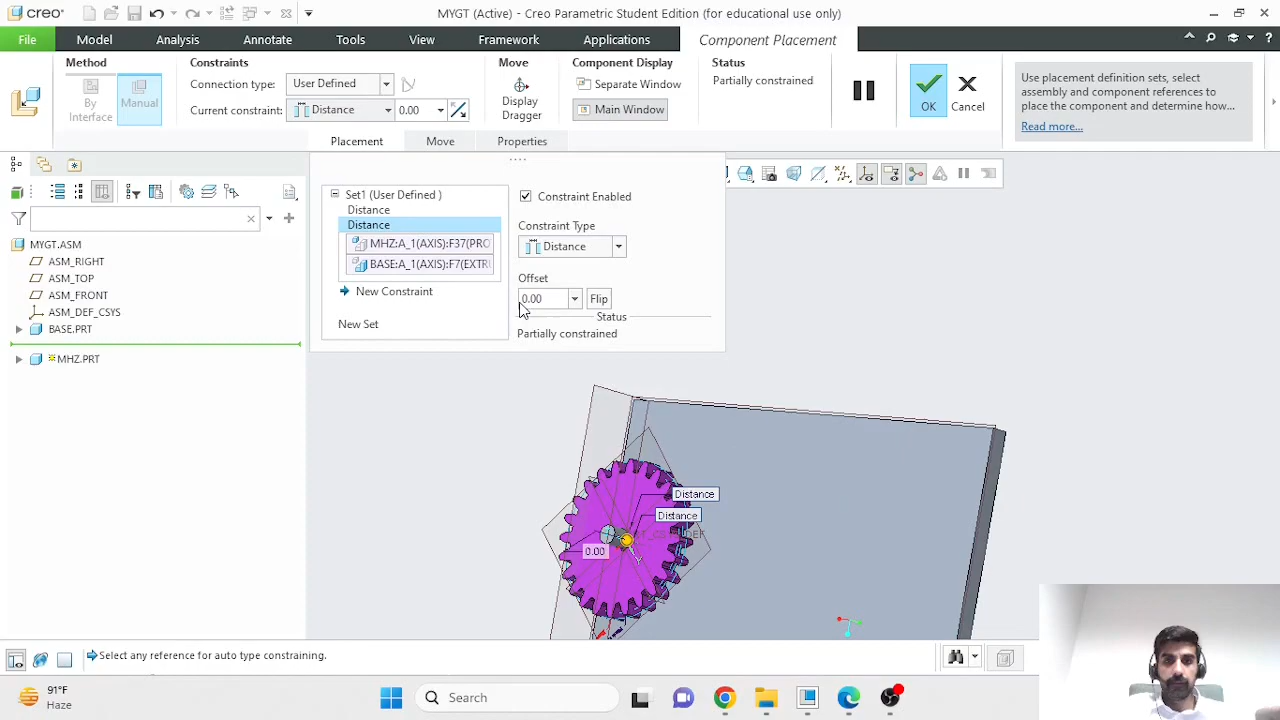 creo
MYGT (Active) - Creo Parametric Student Edition (for educational use only)
File Model Analysis Annotate Tools View Framework Applications Component Placement
Method
By Interface
Manual
Constraints
Connection type: User Defined
Current constraint: Distance 0.00
Move
Display Dragger
Component Display
Separate Window
Main Window
Status
Partially constrained
OK
Cancel
Use placement definition sets, select
assembly and component references to
place the component and determine how...
Read more...
Placement Move Properties
Set1 (User Defined )
Distance
Distance
MHZ:A_1(AXIS):F37(PRO
BASE:A_1(AXIS):F7(EXTR
New Constraint
New Set
Constraint Enabled
Constraint Type
Distance
Offset
0.00 Flip
Status
Partially constrained
MYGT.ASM
ASM_RIGHT
ASM_TOP
ASM_FRONT
ASM_DEF_CSYS
BASE.PRT
MHZ.PRT
Distance
Distance
0.00
Select any reference for auto type constraining.
91°F
Haze
Search